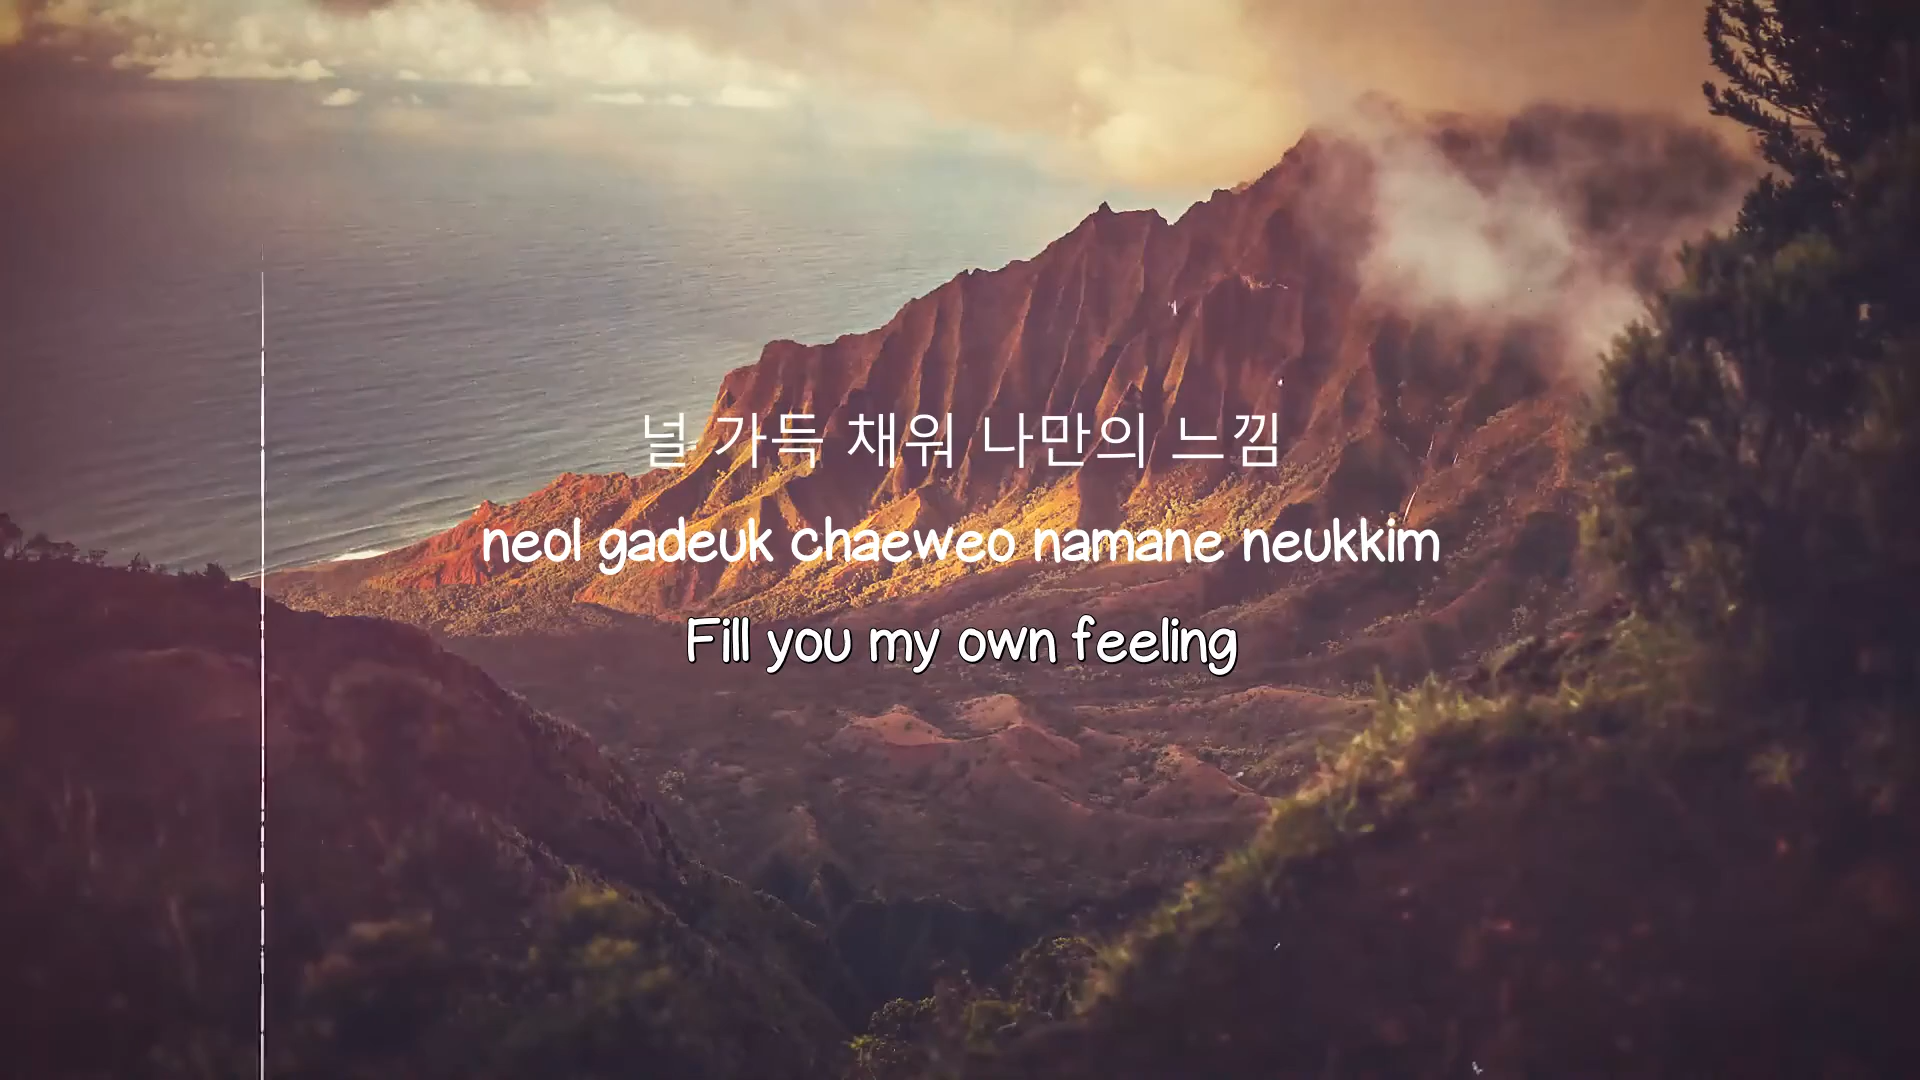 널 가득 채워 나만의 느낌
neol gadeuk chaeweo namane neukkim
Fill you my own feeling